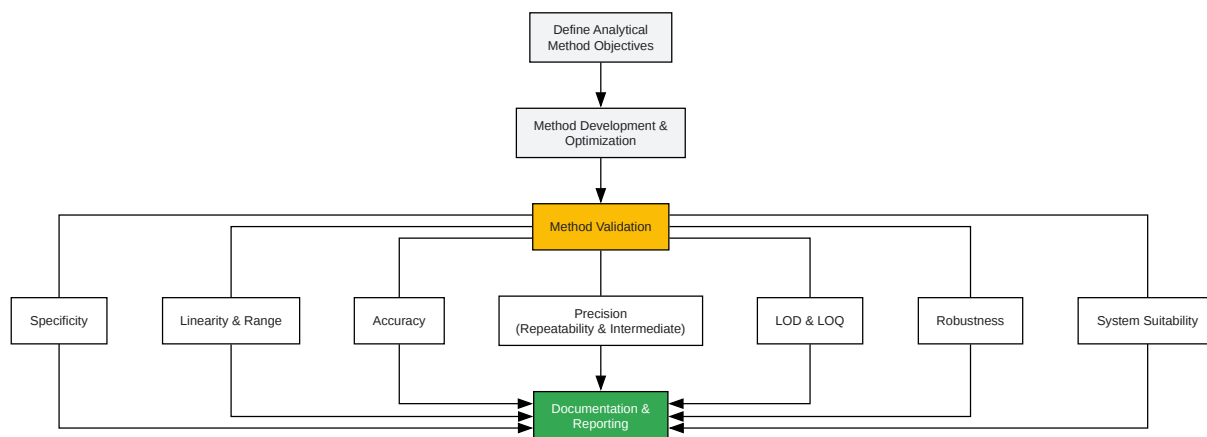 Define Analytical
Method Objectives
Method Development &
Optimization
Method Validation
Specificity
Linearity & Range
Accuracy
Precision
(Repeatability & Intermediate)
LOD & LOQ
Robustness
System Suitability
Documentation &
Reporting